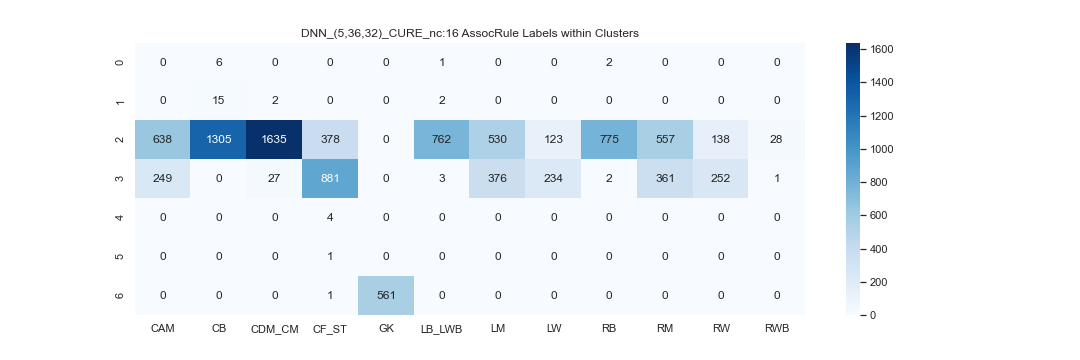 DNN_(5,36,32)_CURE_nc:16 AssocRule Labels within Clusters
0 0 6 0 0 0 1 0 0 2 0 0 0
1 0 15 2 0 0 2 0 0 0 0 0 0
2 638 1305 1635 378 0 762 530 123 775 557 138 28
3 249 0 27 881 0 3 376 234 2 361 252 1
4 0 0 0 4 0 0 0 0 0 0 0 0
5 0 0 0 1 0 0 0 0 0 0 0 0
6 0 0 0 1 561 0 0 0 0 0 0 0
CAM CB CDM_CM CF_ST GK LB_LWB LM LW RB RM RW RWB
1600
1400
1200
1000
800
600
400
200
0